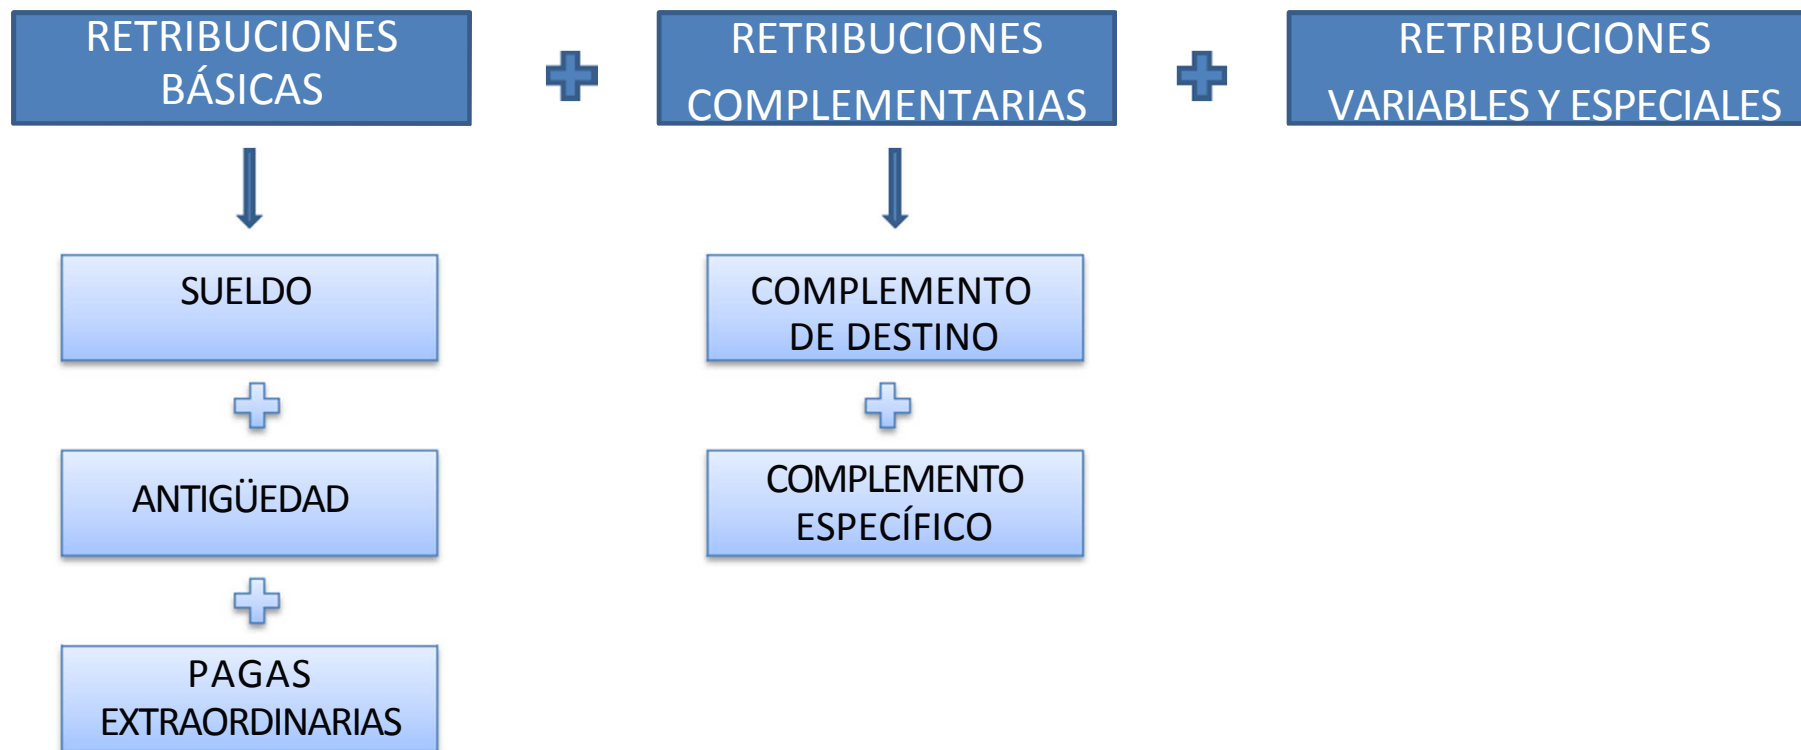 RETRIBUCIONES
BÁSICAS
RETRIBUCIONES
COMPLEMENTARIAS
RETRIBUCIONES
VARIABLES Y ESPECIALES
SUELDO
ANTIGÜEDAD
PAGAS
EXTRAORDINARIAS
COMPLEMENTO
DE DESTINO
COMPLEMENTO
ESPECÍFICO